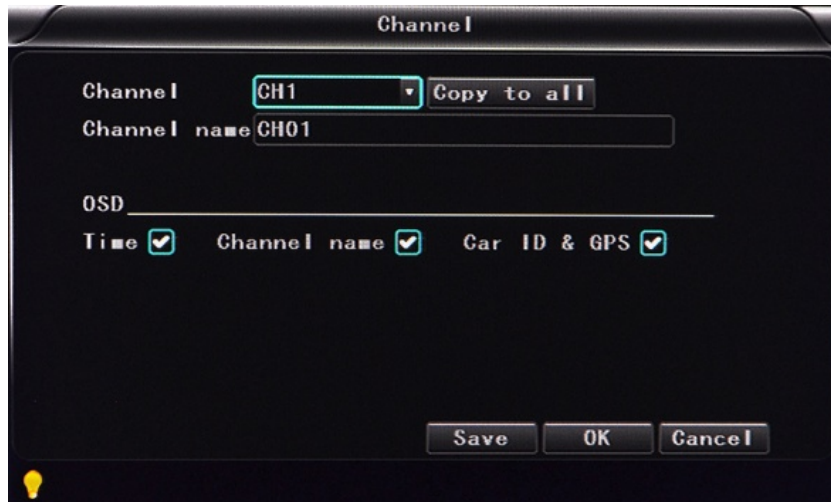 Channel
Channel CH1 Copy to all
Channel name CH01
OSD
Time Channel name Car ID & GPS
Save OK Cancel